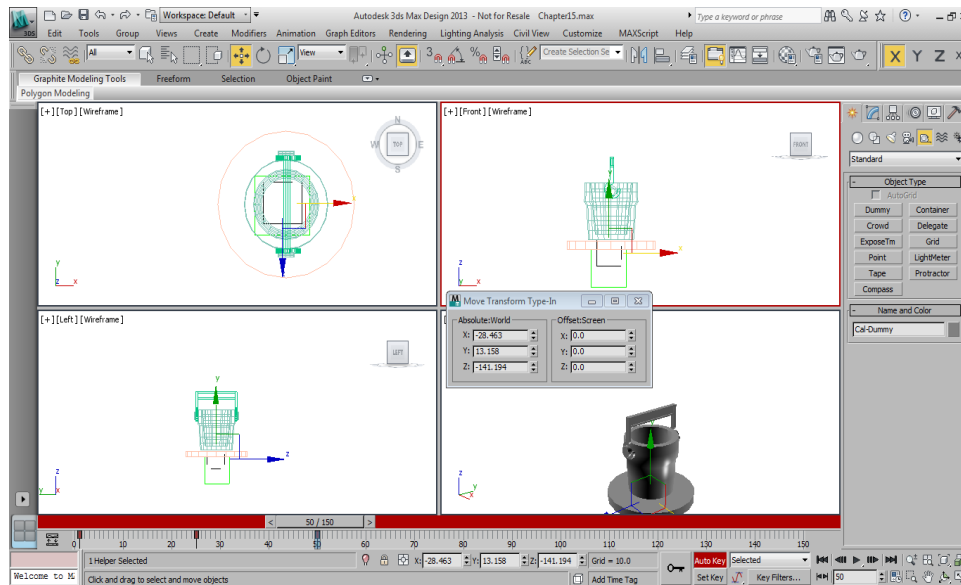 Workspace: Default
Autodesk 3ds Max Design 2013 - Not for Resale Chapter15.max
Type a keyword or phrase
3DS
Edit Tools Group Views Create Modifiers Animation Graph Editors Rendering Lighting Analysis Civil View Customize MAXScript Help
All
View
3
Create Selection Se
X Y Z
Graphite Modeling Tools Freeform Selection Object Paint
Polygon Modeling
[+] [Top] [Wireframe]
N
W TOP E
S
y
z x
[+] [Front] [Wireframe]
FRONT
y
x
z
y x
[+] [Left] [Wireframe]
LEFT
y
z
z
y x
z
x
Move Transform Type-In
Absolute:World Offset:Screen
X: -28.463 X: 0.0
Y: 13.158 Y: 0.0
Z: -141.194 Z: 0.0
Standard
Object Type
AutoGrid
Dummy Container
Crowd Delegate
ExposeTm Grid
Point LightMeter
Tape Protractor
Compass
Name and Color
Cal-Dummy
< 50 / 150 >
0 10 20 30 40 50 60 70 80 90 100 110 120 130 140 150
1 Helper Selected
X: -28.463 Y: 13.158 Z: -141.194 Grid = 10.0
Auto Key Selected
Welcome to M
Click and drag to select and move objects
Add Time Tag
Set Key Key Filters... 50